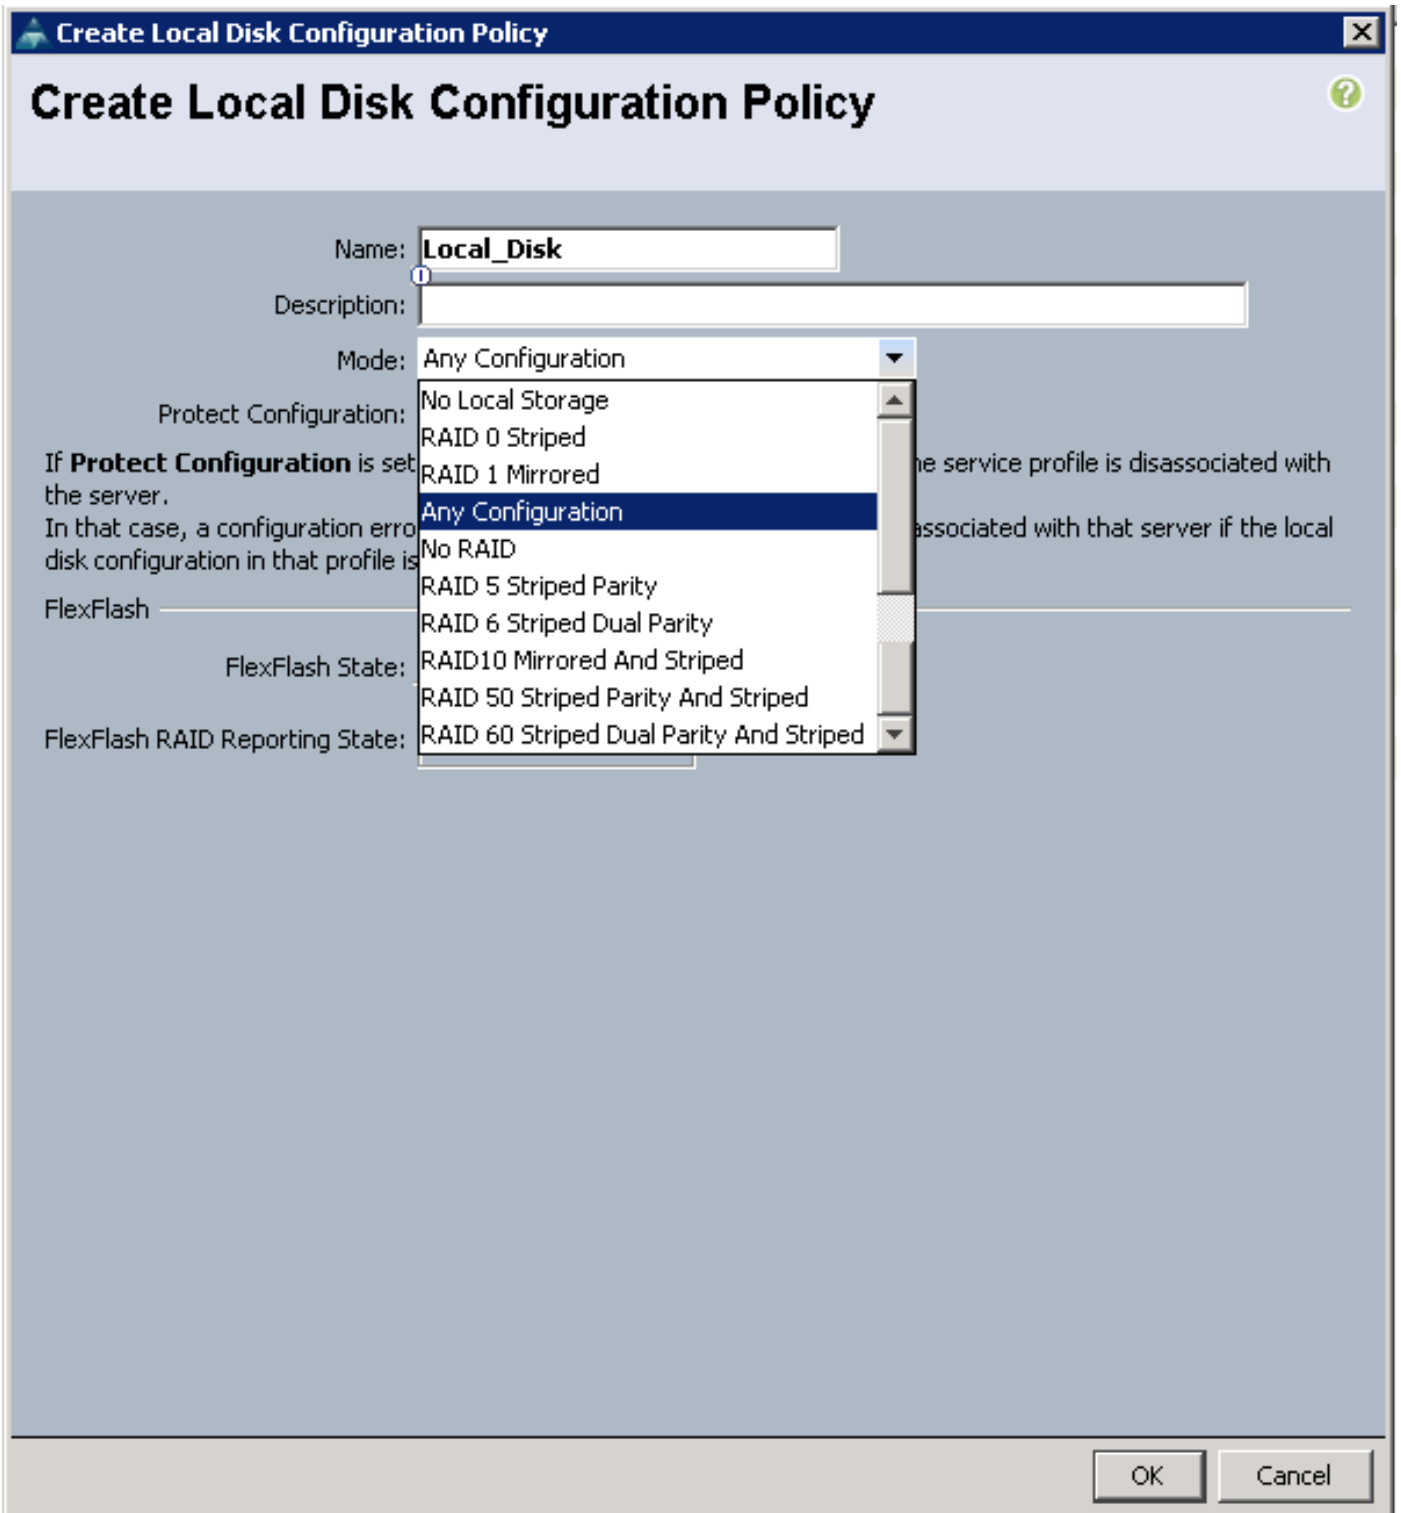 Create Local Disk Configuration Policy
Create Local Disk Configuration Policy
Name: Local_Disk
Description:
Mode: Any Configuration
No Local Storage
RAID 0 Striped
RAID 1 Mirrored
Any Configuration
No RAID
RAID 5 Striped Parity
RAID 6 Striped Dual Parity
RAID10 Mirrored And Striped
RAID 50 Striped Parity And Striped
RAID 60 Striped Dual Parity And Striped
Protect Configuration:
If Protect Configuration is set service profile is disassociated with
the server.
In that case, a configuration associated with that server if the local
disk configuration in that profile is
FlexFlash
FlexFlash State:
FlexFlash RAID Reporting State:
OK
Cancel